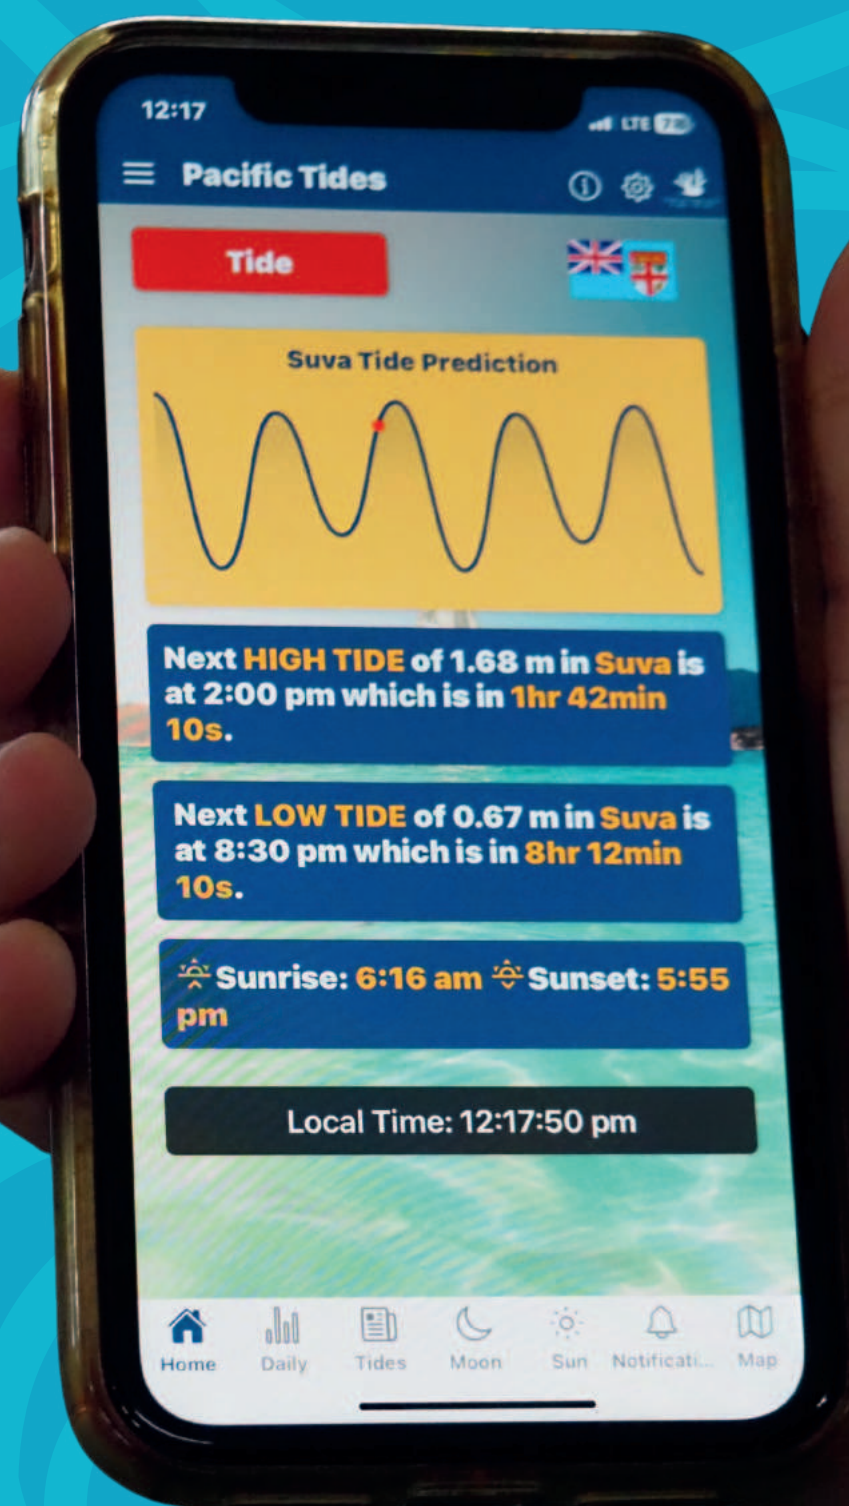 12:17
LTE
Pacific Tides
Tide
Suva Tide Prediction
Next HIGH TIDE of 1.68 m in Suva is
at 2:00 pm which is in 1hr 42min
10s.
Next LOW TIDE of 0.67 m in Suva is
at 8:30 pm which is in 8hr 12min
10s.
Sunrise: 6:16 am Sunset: 5:55
pm
Local Time: 12:17:50 pm
Home Daily Tides Moon Sun Notificati... Map